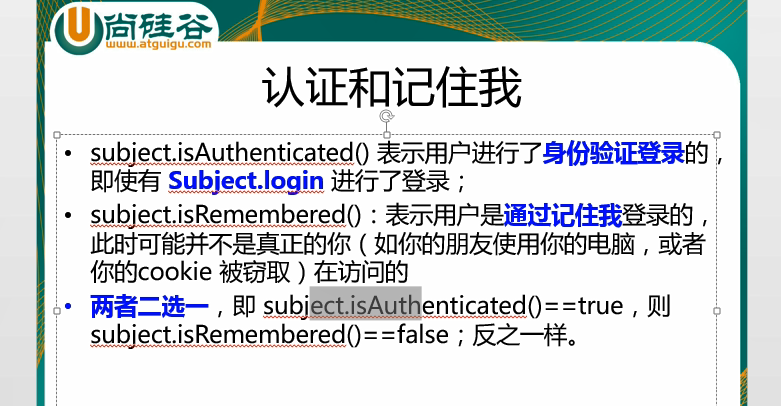 尚硅谷
www.atguigu.com
认证和记住我
• subject.isAuthenticated() 表示用户进行了身份验证登录的，
即使有 Subject.login 进行了登录；
• subject.isRemembered()：表示用户是通过记住我登录的，
此时可能并不是真正的你（如你的朋友使用你的电脑，或者
你的cookie 被窃取）在访问的
• 两者二选一，即 subject.isAuthenticated()==true，则
subject.isRemembered()==false；反之一样。